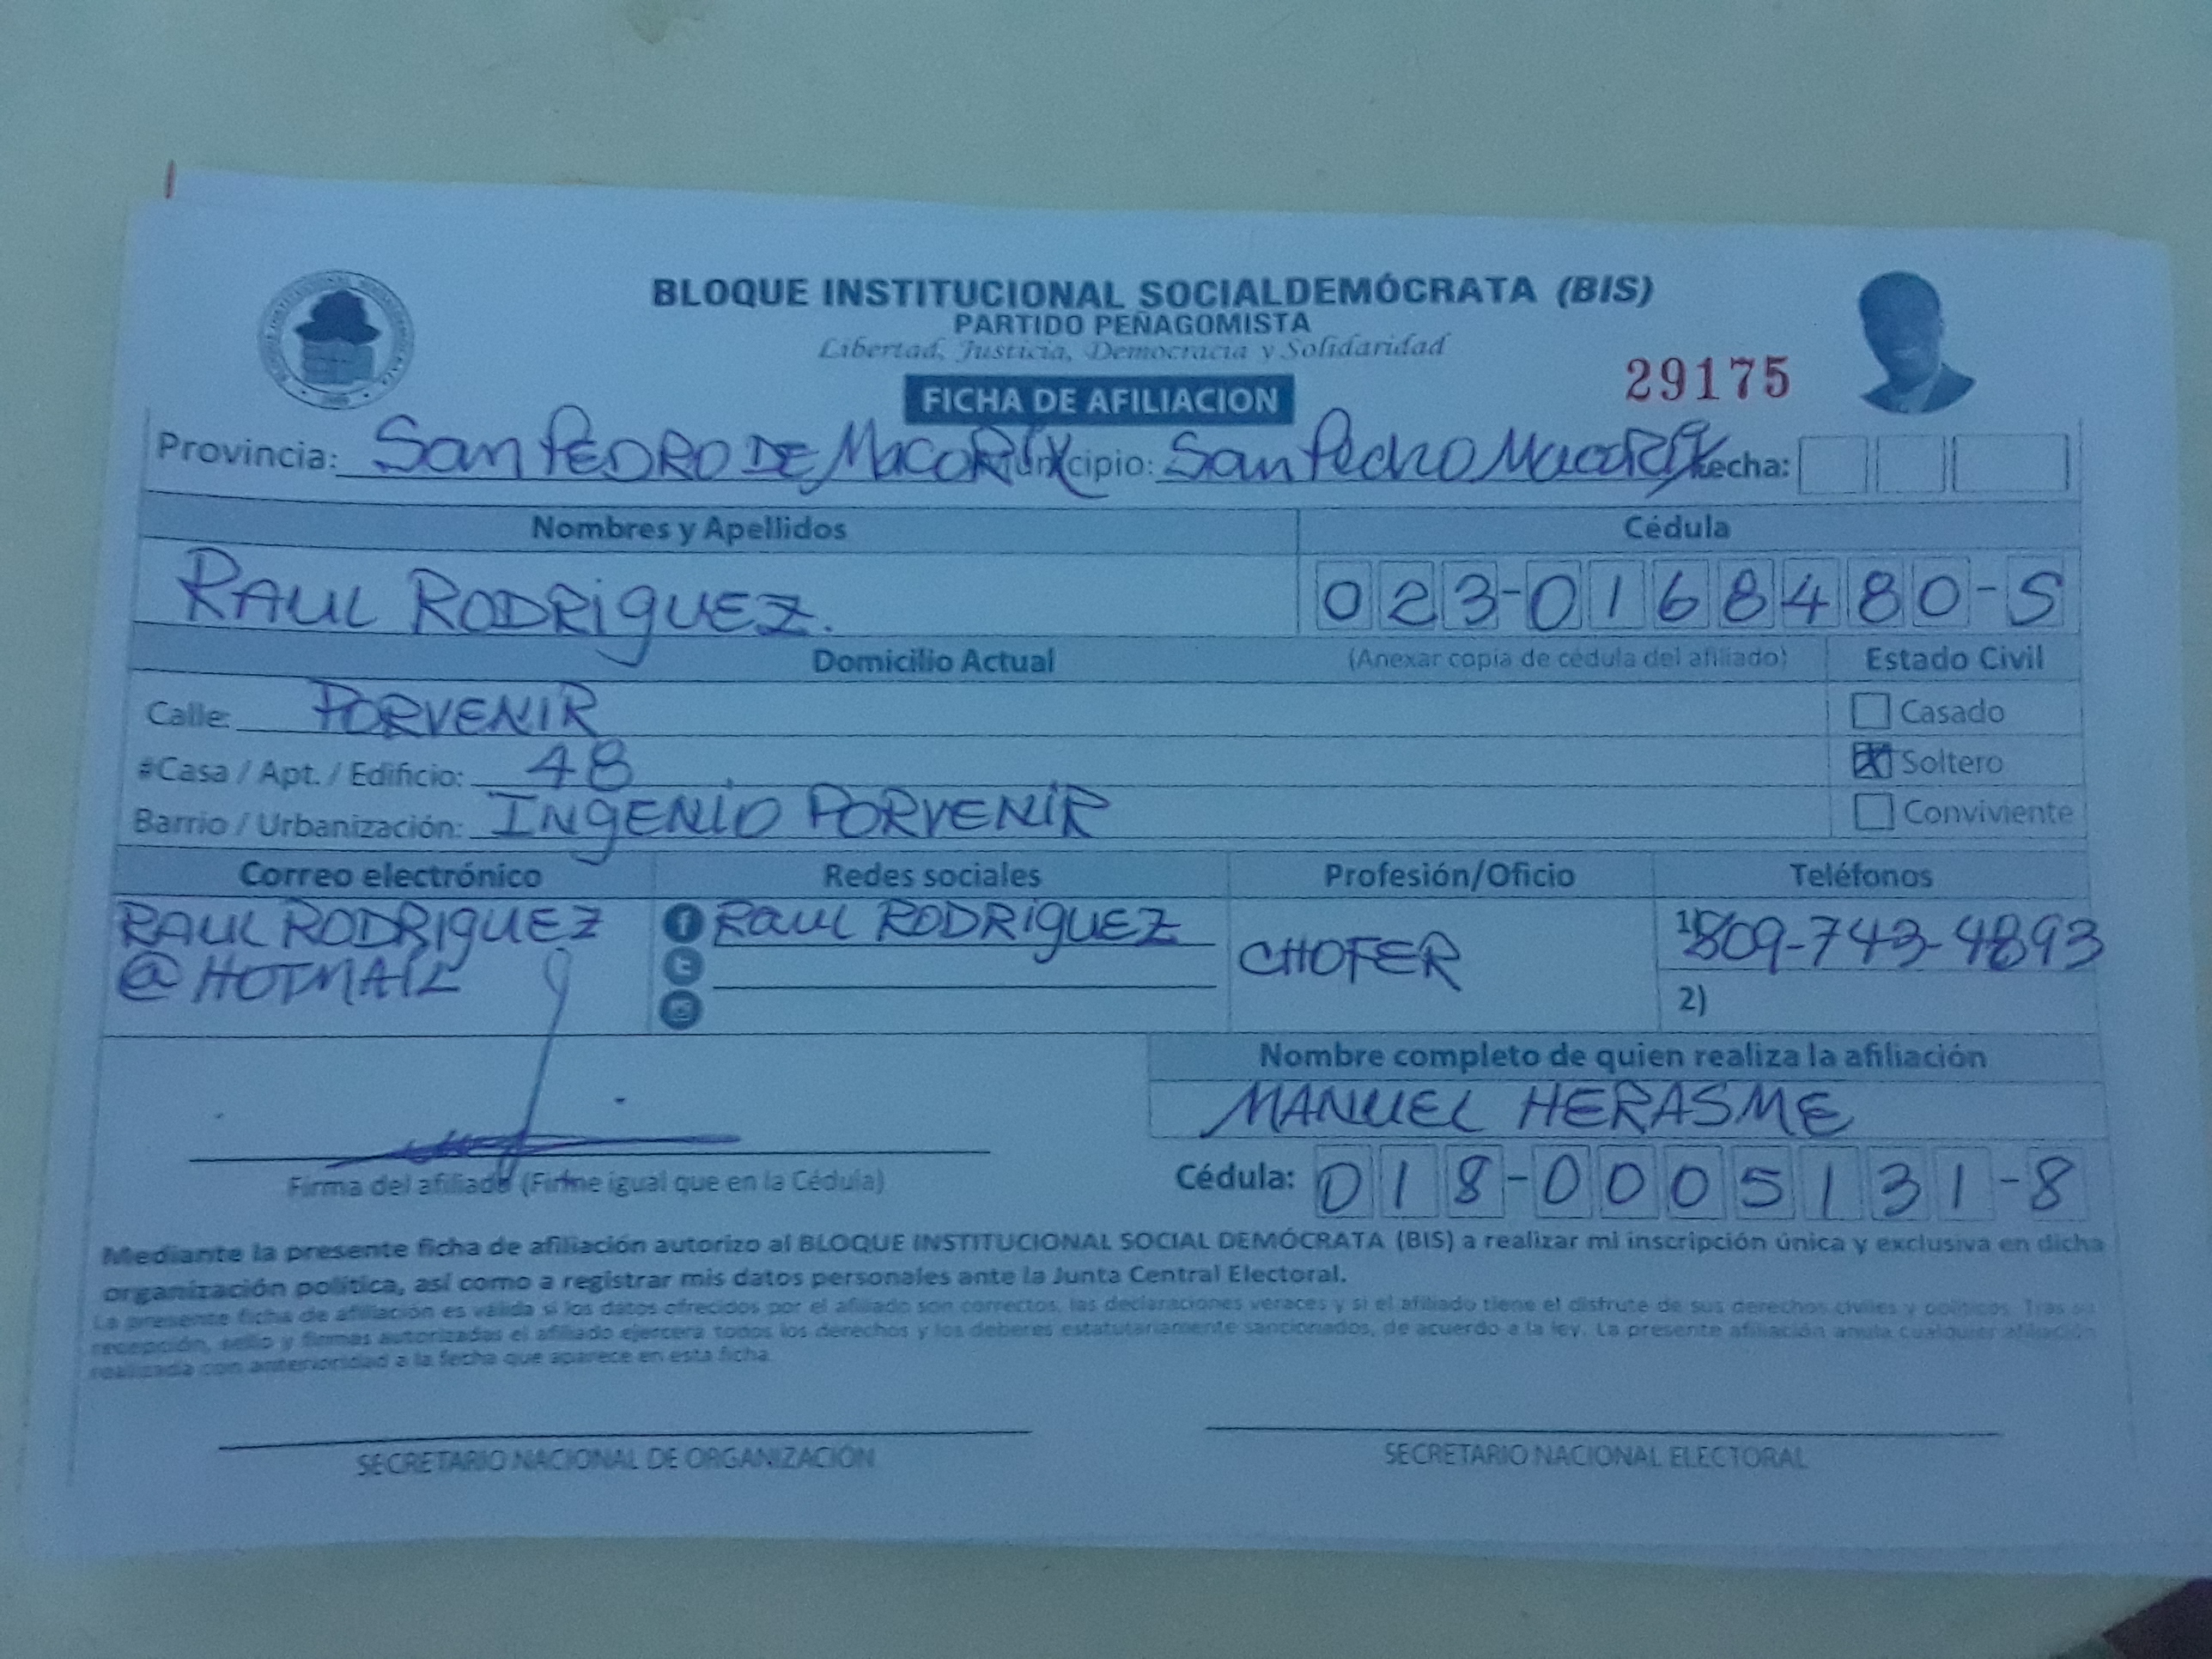 BLOQUE INSTITUCIONAL SOCIALDEMÓCRATA (BIS)
PARTIDO PEÑAGOMISTA
Libertad, Justicia, Democracia y Solidaridad
29175
FICHA DE AFILIACION
Provincia: San PEDRO DE MacoRíx cipio: San Pedro MacoRíx Fecha:
Nombres y Apellidos Cédula
RAUL RODRIGUEZ. 023-0168480-5
Domicilio Actual (Anexar copia de cédula del afiliado) Estado Civil
Calle: PORVENIR Casado
#Casa / Apt. / Edificio: 48 Soltero
Barrio / Urbanización: INGENIO PORVENIR Conviviente
Correo electrónico Redes sociales Profesión/Oficio Teléfonos
RAUL RODRIGUEZ RAUL RODRIGUEZ CHOFER 1) 809-743-4893
@HOTMAIL 2)
Nombre completo de quien realiza la afiliación
MANUEL HERASME
Firma del afiliado (Firme igual que en la Cédula) Cédula: 018-0005131-8
Mediante la presente ficha de afiliación autorizo al BLOQUE INSTITUCIONAL SOCIAL DEMÓCRATA (BIS) a realizar mi inscripción única y exclusiva en dicha
organización política, así como a registrar mis datos personales ante la Junta Central Electoral.
La presente ficha de afiliación es valida si los datos ofrecidos por el afiliado son correctos, las declaraciones veraces y si el afiliado tiene el disfrute de sus derechos civiles y políticos. Tras su
recepción, sello y firmas autorizadas el afiliado ejercerá todos los derechos y los deberes estatutariamente sancionados, de acuerdo a la ley. La presente afiliación anula cualquier afiliación
realizada con anterioridad a la fecha que aparece en esta ficha.
SECRETARIO NACIONAL DE ORGANIZACIÓN SECRETARIO NACIONAL ELECTORAL